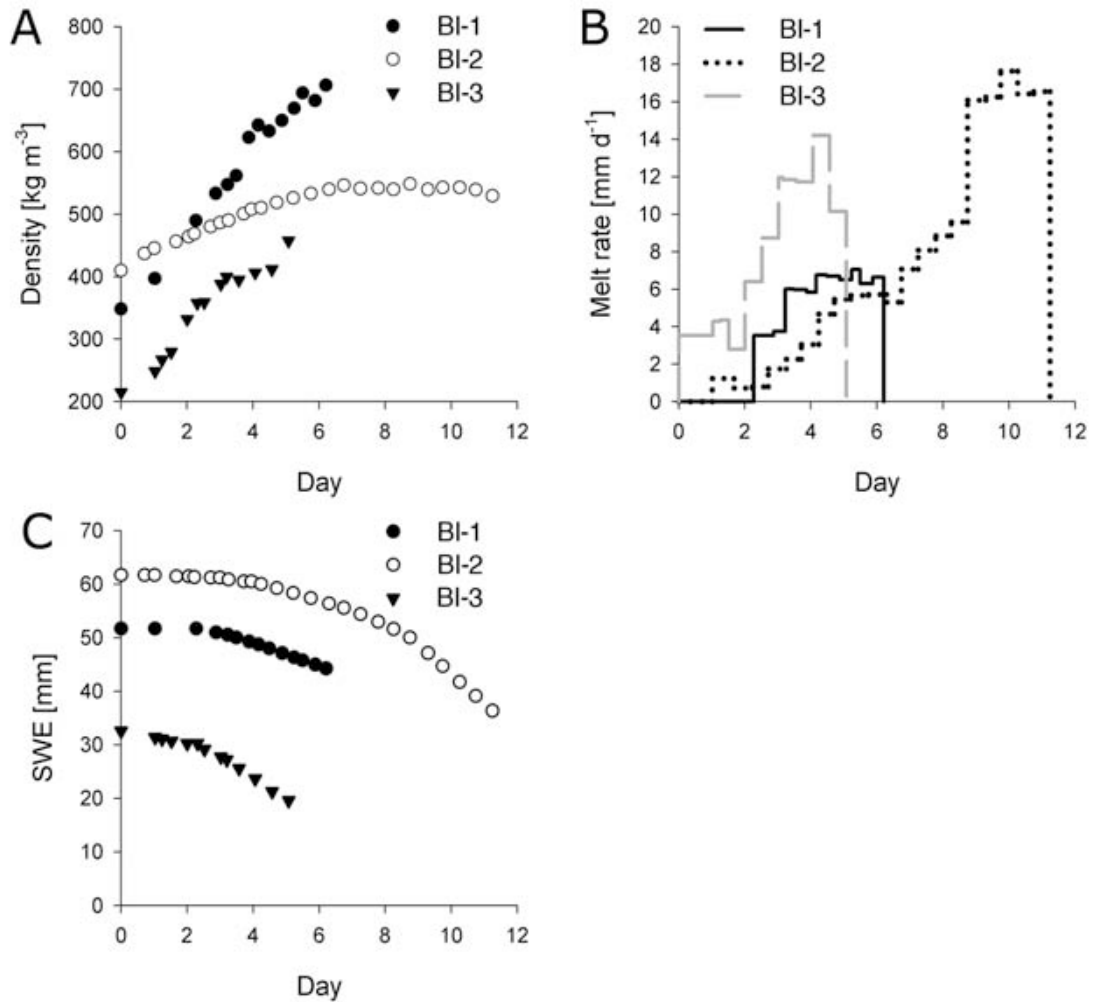 A
Density [kg m⁻³]
800
700
600
500
400
300
200
0 2 4 6 8 10 12
Day
BI-1
BI-2
BI-3
B
Melt rate [mm d⁻¹]
20
18
16
14
12
10
8
6
4
2
0
0 2 4 6 8 10 12
Day
BI-1
BI-2
BI-3
C
SWE [mm]
70
60
50
40
30
20
10
0
0 2 4 6 8 10 12
Day
BI-1
BI-2
BI-3